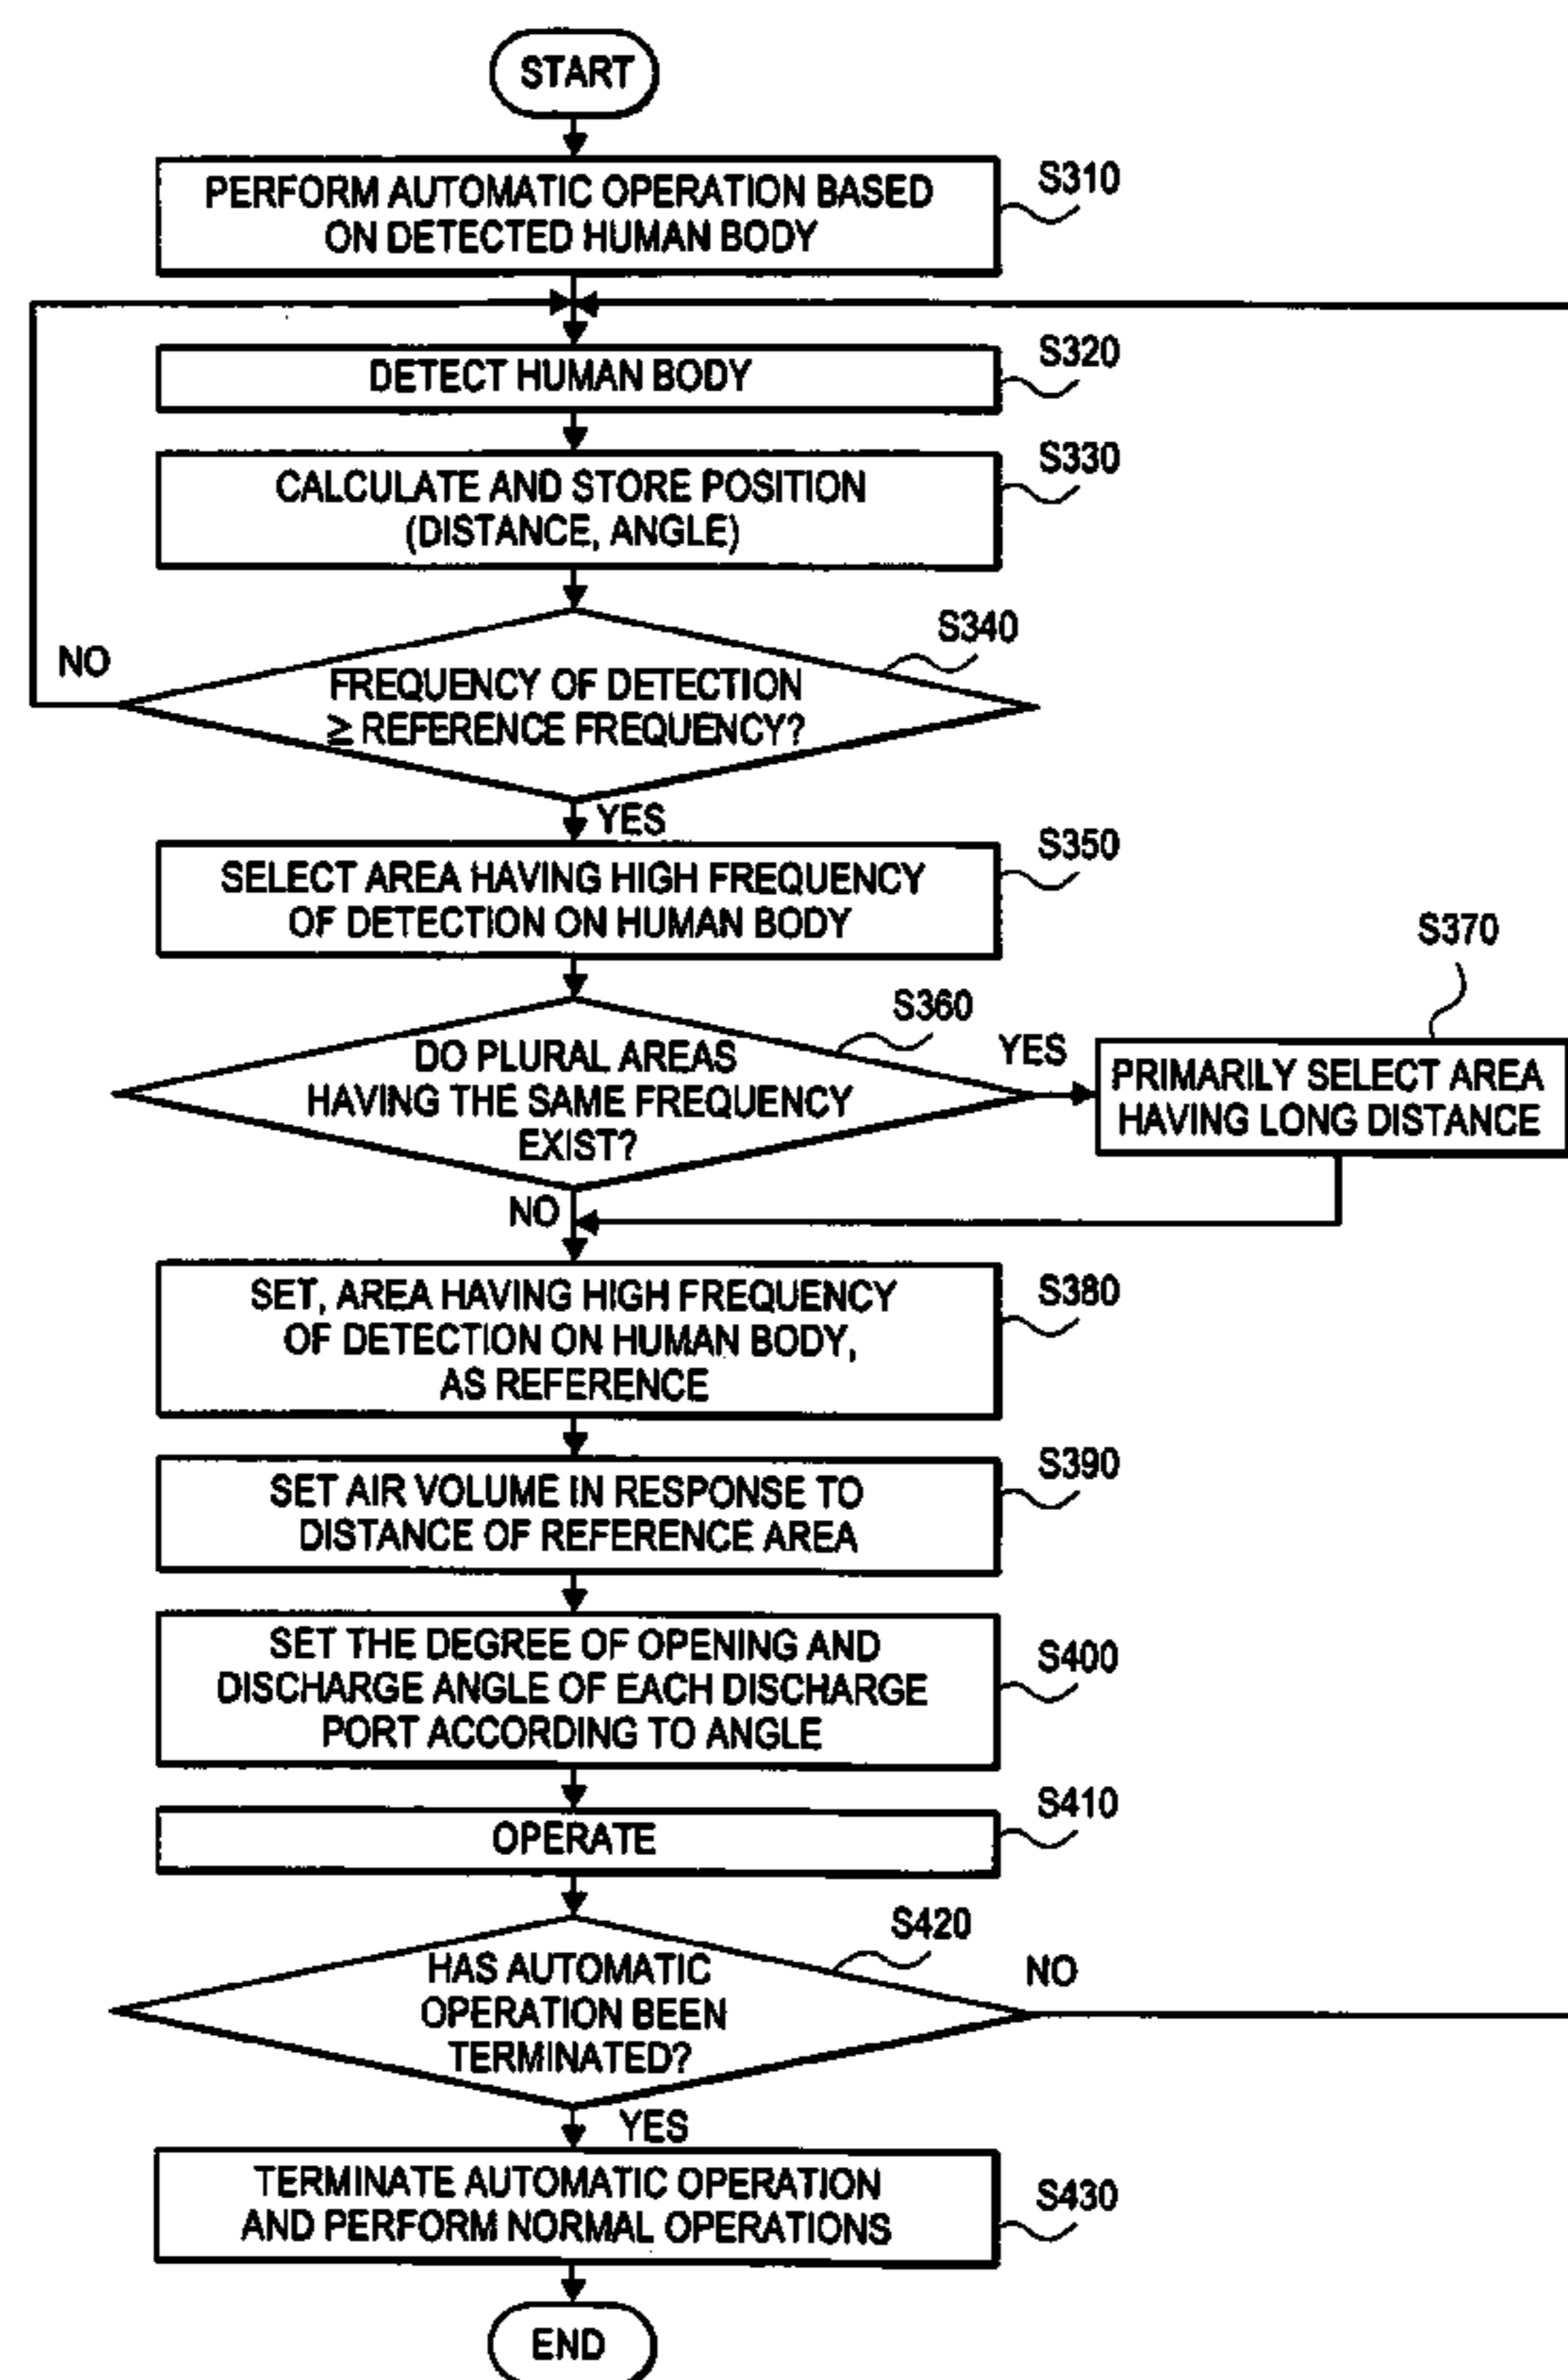 START
PERFORM AUTOMATIC OPERATION BASED
ON DETECTED HUMAN BODY
S310
DETECT HUMAN BODY
S320
CALCULATE AND STORE POSITION
(DISTANCE, ANGLE)
S330
S340
NO
FREQUENCY OF DETECTION
≥ REFERENCE FREQUENCY?
YES
SELECT AREA HAVING HIGH FREQUENCY
OF DETECTION ON HUMAN BODY
S350
S360
DO PLURAL AREAS
HAVING THE SAME FREQUENCY
EXIST?
YES
S370
PRIMARILY SELECT AREA
HAVING LONG DISTANCE
NO
SET, AREA HAVING HIGH FREQUENCY
OF DETECTION ON HUMAN BODY,
AS REFERENCE
S380
SET AIR VOLUME IN RESPONSE TO
DISTANCE OF REFERENCE AREA
S390
SET THE DEGREE OF OPENING AND
DISCHARGE ANGLE OF EACH DISCHARGE
PORT ACCORDING TO ANGLE
S400
OPERATE
S410
S420
HAS AUTOMATIC
OPERATION BEEN
TERMINATED?
NO
YES
TERMINATE AUTOMATIC OPERATION
AND PERFORM NORMAL OPERATIONS
S430
END